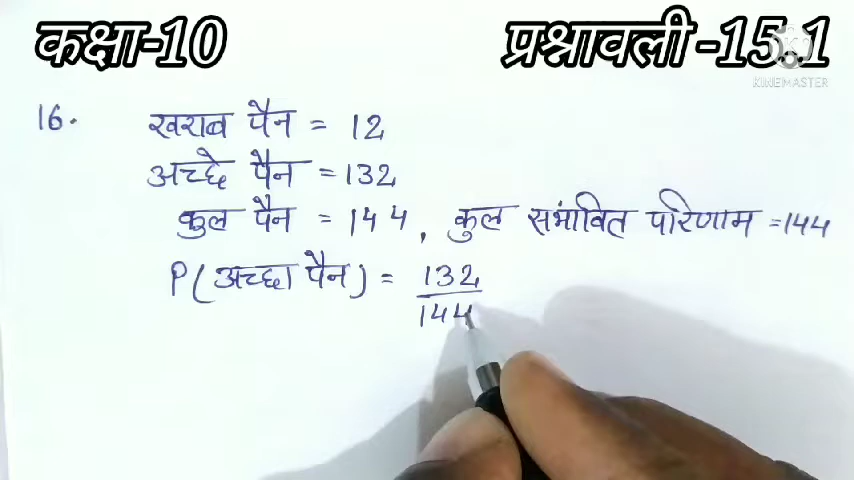 कक्षा-10 प्रश्नावली-15.1
KINEMASTER
16. खराब पैन = 12
अच्छे पैन = 132
कुल पैन = 144, कुल संभावित परिणाम = 144
P(अच्छा पैन) = 132/144